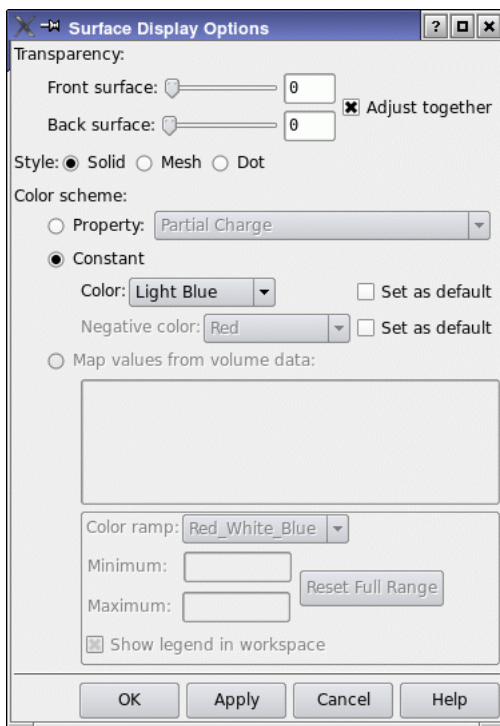 Surface Display Options
Transparency:
Front surface: 0
Adjust together
Back surface: 0
Style: Solid Mesh Dot
Color scheme:
Property: Partial Charge
Constant
Color: Light Blue Set as default
Negative color: Red Set as default
Map values from volume data:
Color ramp: Red_White_Blue
Minimum:
Reset Full Range
Maximum:
Show legend in workspace
OK Apply Cancel Help